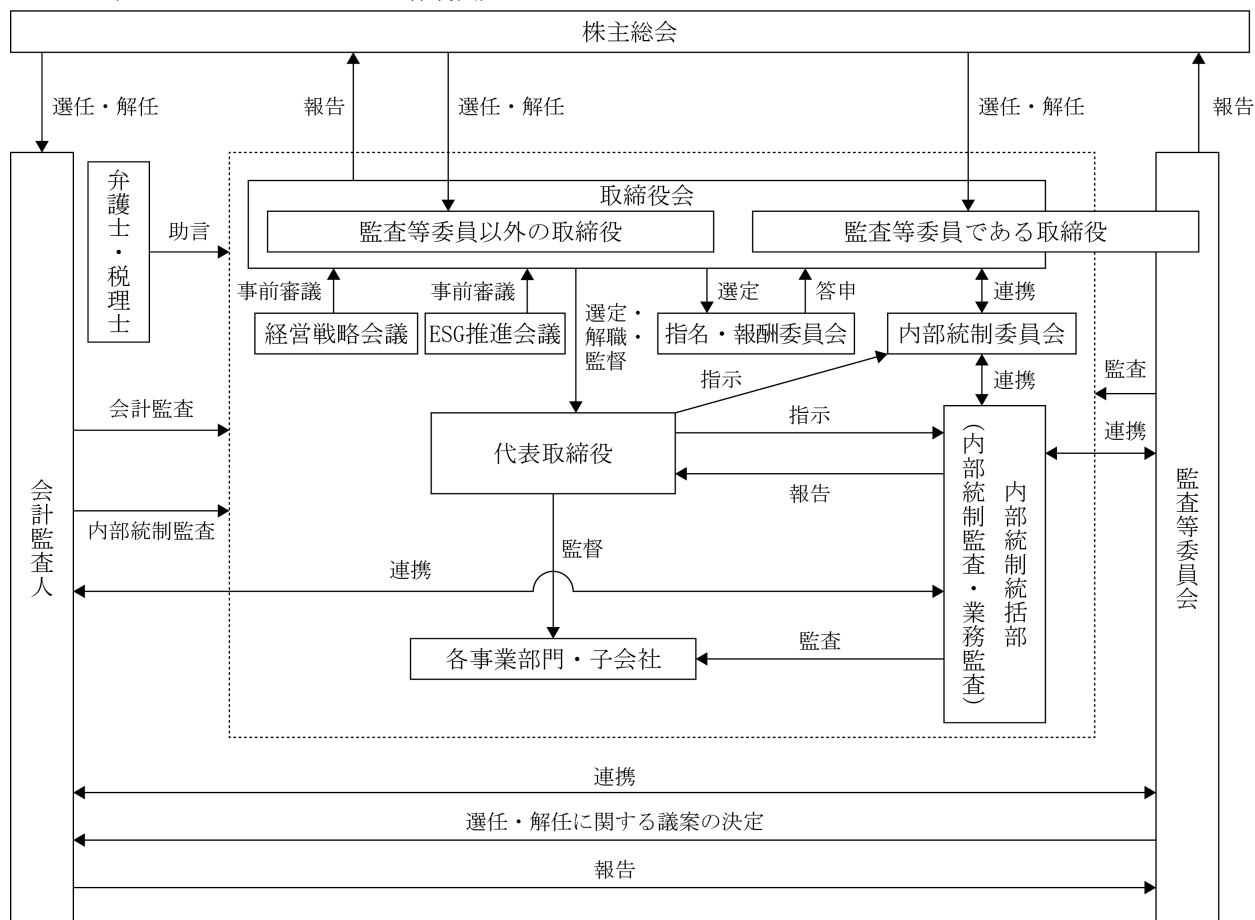 株主総会
選任・解任
報告
選任・解任
選任・解任
報告
弁護士・税理士
助言
取締役会
監査等委員以外の取締役
監査等委員である取締役
事前審議
事前審議
選定・
解職・
監督
選定
答申
連携
経営戦略会議
ESG推進会議
指名・報酬委員会
内部統制委員会
指示
連携
監査
会計監査
代表取締役
指示
連携
報告
内部統制統括部
(内部統制監査・業務監査)
会計監査人
監査等委員会
内部統制監査
監督
連携
各事業部門・子会社
監査
連携
選任・解任に関する議案の決定
報告